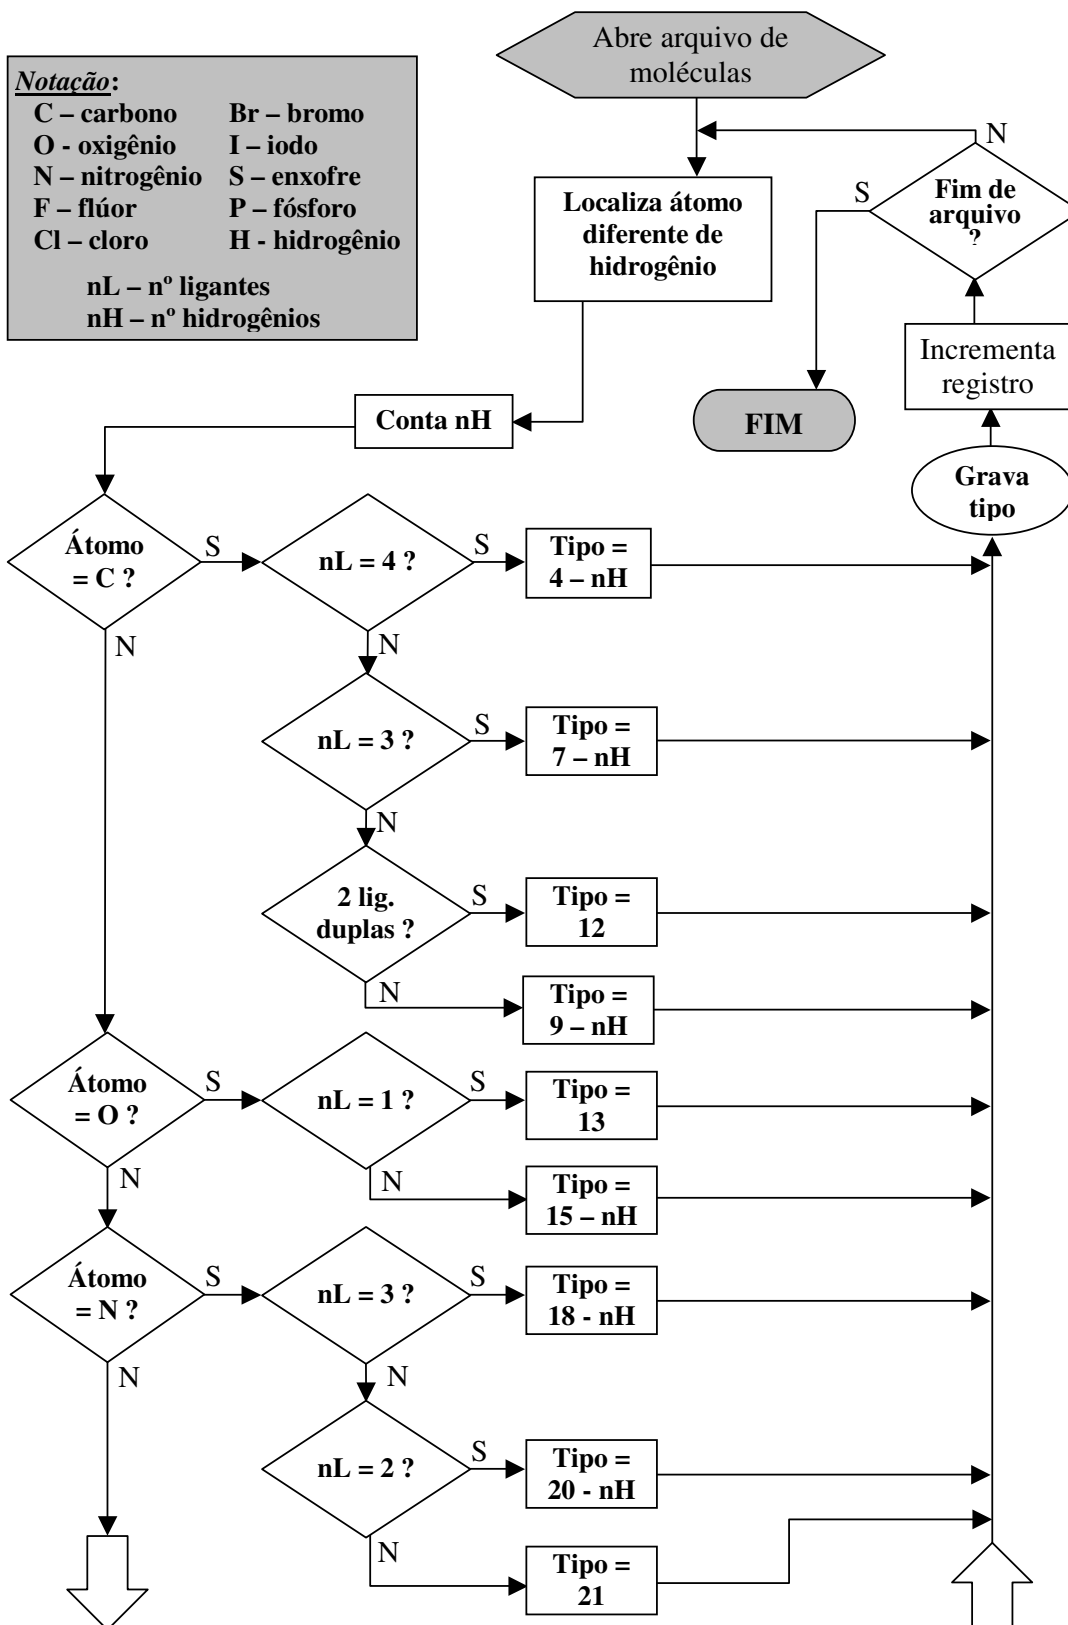 Abre arquivo de
moléculas
Notação:
C – carbono Br – bromo
O - oxigênio I – iodo
N – nitrogênio S – enxofre
F – flúor P – fósforo
Cl – cloro H - hidrogênio
nL – nº ligantes
nH – nº hidrogênios
N
S
Fim de
arquivo
?
Localiza átomo
diferente de
hidrogênio
Incrementa
registro
Conta nH
FIM
Grava
tipo
Átomo
= C ?
S
nL = 4 ?
S
Tipo =
4 – nH
N
N
nL = 3 ?
S
Tipo =
7 – nH
N
2 lig.
duplas ?
S
Tipo =
12
N
Tipo =
9 – nH
Átomo
= O ?
S
nL = 1 ?
S
Tipo =
13
N
N
Tipo =
15 – nH
Átomo
= N ?
S
nL = 3 ?
S
Tipo =
18 - nH
N
N
nL = 2 ?
S
Tipo =
20 - nH
N
Tipo =
21